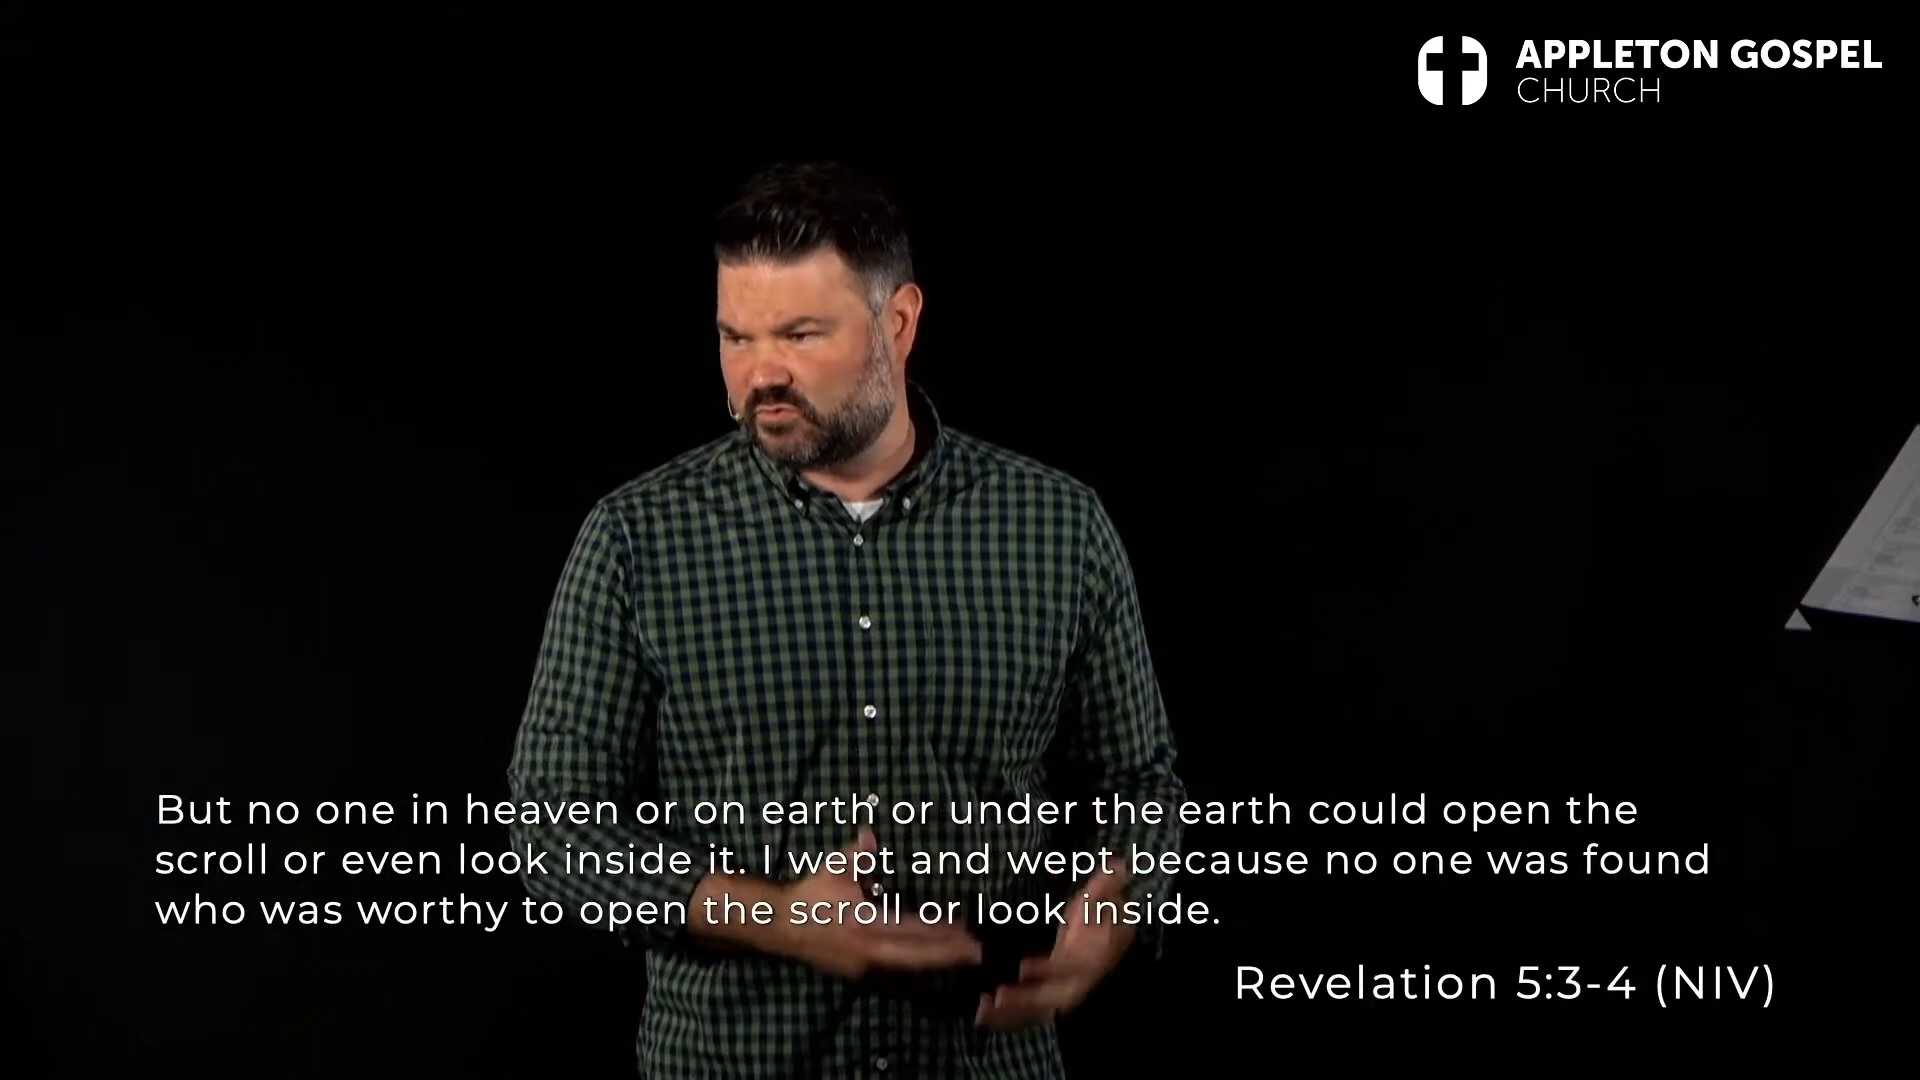 APPLETON GOSPEL
CHURCH
But no one in heaven or on earth or under the earth could open the
scroll or even look inside it. I wept and wept because no one was found
who was worthy to open the scroll or look inside.
Revelation 5:3-4 (NIV)